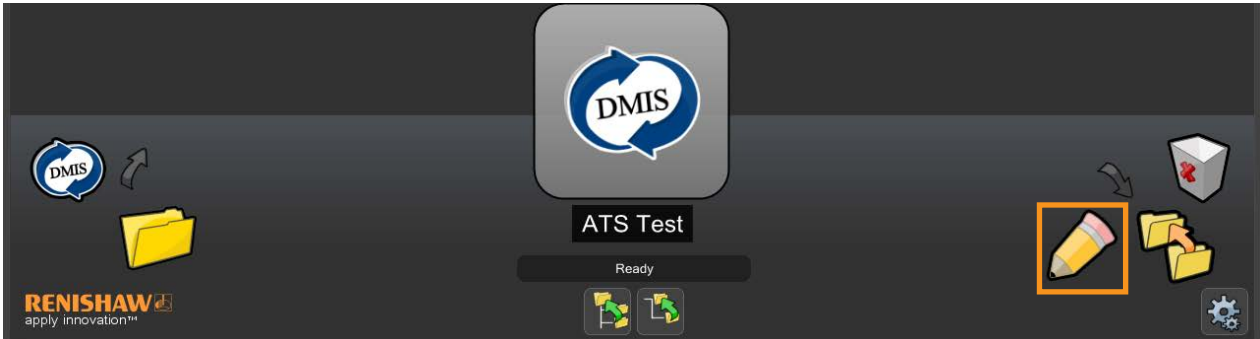 DMIS
DMIS
ATS Test
Ready
RENISHAW
apply innovation™